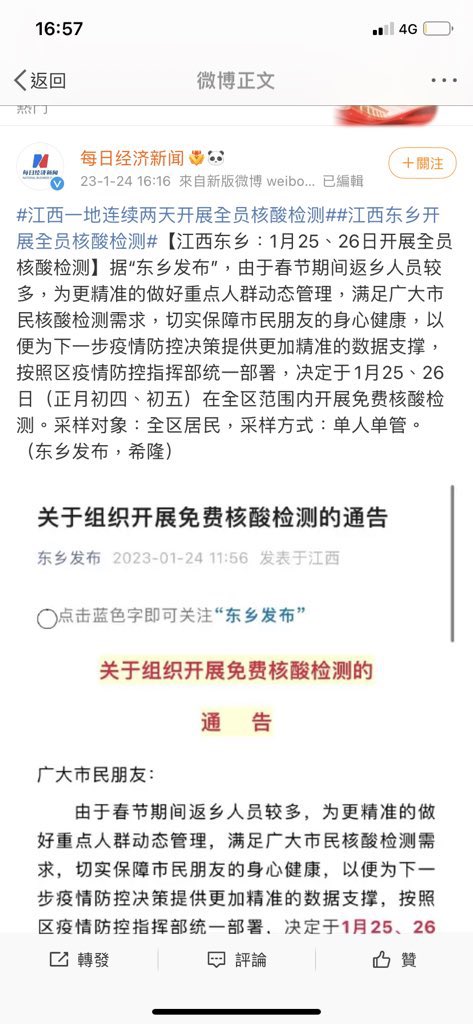 16:57
4G
返回
微博正文
熱門
每日经济新闻
每日经济新闻
23-1-24 16:16 來自新版微博 weibo... 已編輯
+關注
#江西一地连续两天开展全员核酸检测##江西东乡开
展全员核酸检测#【江西东乡：1月25、26日开展全员
核酸检测】据“东乡发布”，由于春节期间返乡人员较
多，为更精准的做好重点人群动态管理，满足广大市
民核酸检测需求，切实保障市民朋友的身心健康，以
便为下一步疫情防控决策提供更加精准的数据支撑，
按照区疫情防控指挥部统一部署，决定于1月25、26
日（正月初四、初五）在全区范围内开展免费核酸检
测。采样对象：全区居民，采样方式：单人单管。
（东乡发布，希隆）
关于组织开展免费核酸检测的通告
东乡发布 2023-01-24 11:56 发表于江西
点击蓝色字即可关注“东乡发布”
关于组织开展免费核酸检测的
通 告
广大市民朋友：
由于春节期间返乡人员较多，为更精准的做
好重点人群动态管理，满足广大市民核酸检测需
求，切实保障市民朋友的身心健康，以便为下一
步疫情防控决策提供更加精准的数据支撑，按照
区疫情防控指挥部统一部署，决定于1月25、26
轉發
評論
讚